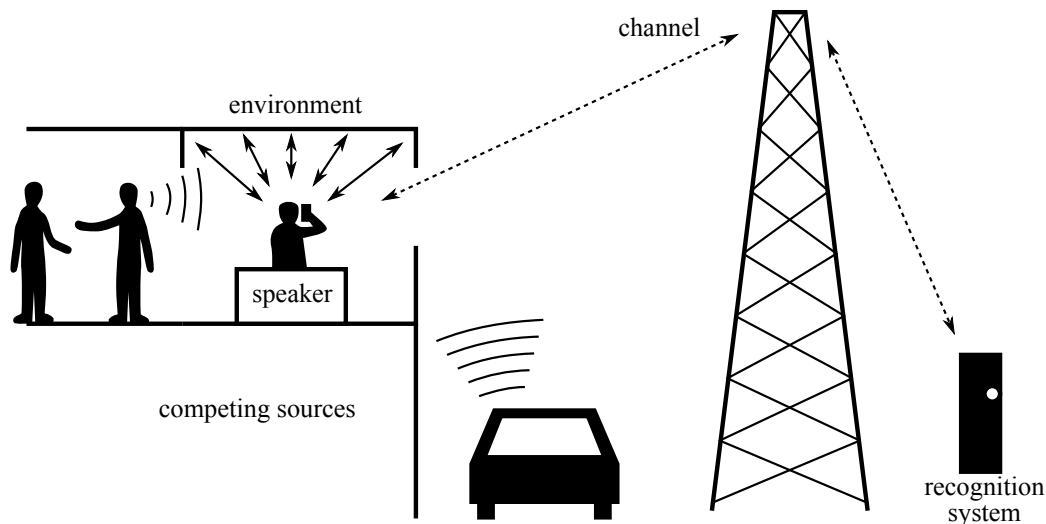 channel
environment
speaker
competing sources
recognition
system